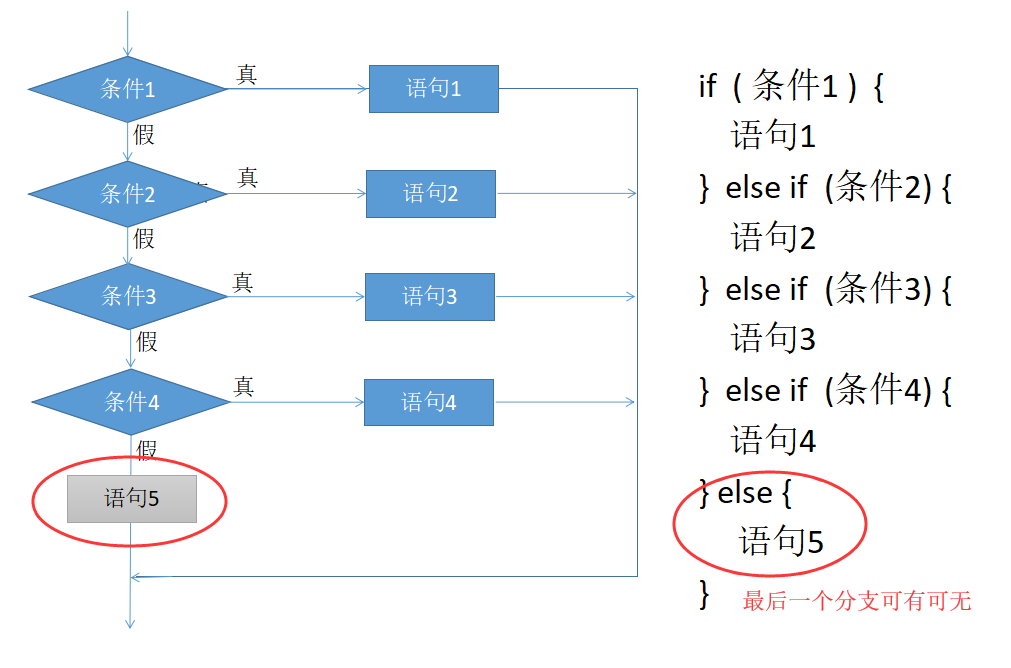 条件1
真
语句1
假
条件2
真
语句2
假
条件3
真
语句3
假
条件4
真
语句4
假
语句5
if ( 条件1 ) {
语句1
} else if (条件2) {
语句2
} else if (条件3) {
语句3
} else if (条件4) {
语句4
} else {
语句5
}
最后一个分支可有可无